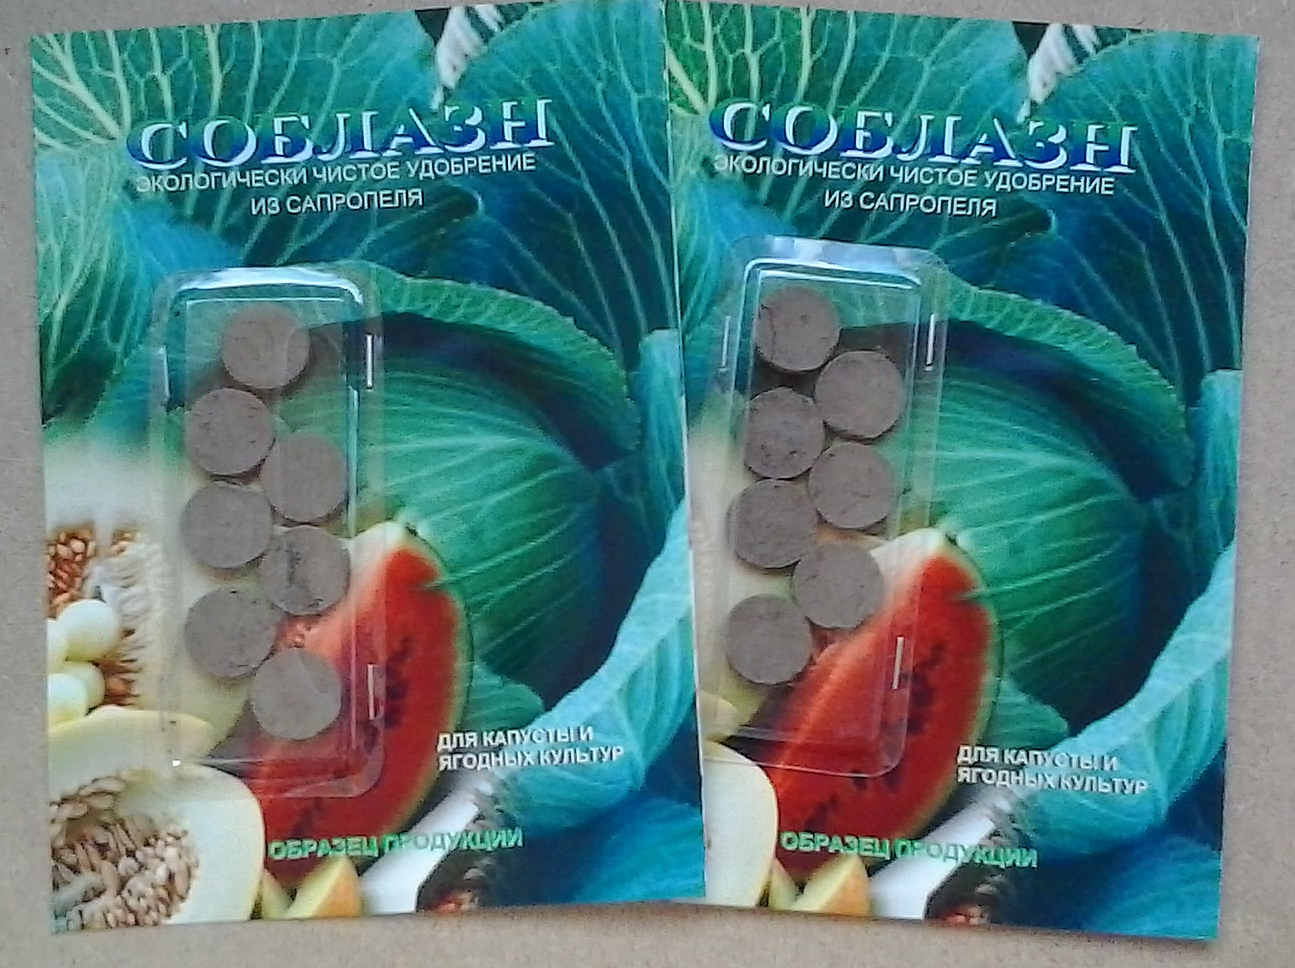 СОБЛАЗН
ЭКОЛОГИЧЕСКИ ЧИСТОЕ УДОБРЕНИЕ
ИЗ САПРОПЕЛЯ
ДЛЯ КАПУСТЫ И
ЯГОДНЫХ КУЛЬТУР
ОБРАЗЕЦ ПРОДУКЦИИ
СОБЛАЗН
ЭКОЛОГИЧЕСКИ ЧИСТОЕ УДОБРЕНИЕ
ИЗ САПРОПЕЛЯ
ДЛЯ КАПУСТЫ И
ЯГОДНЫХ КУЛЬТУР
ОБРАЗЕЦ ПРОДУКЦИИ